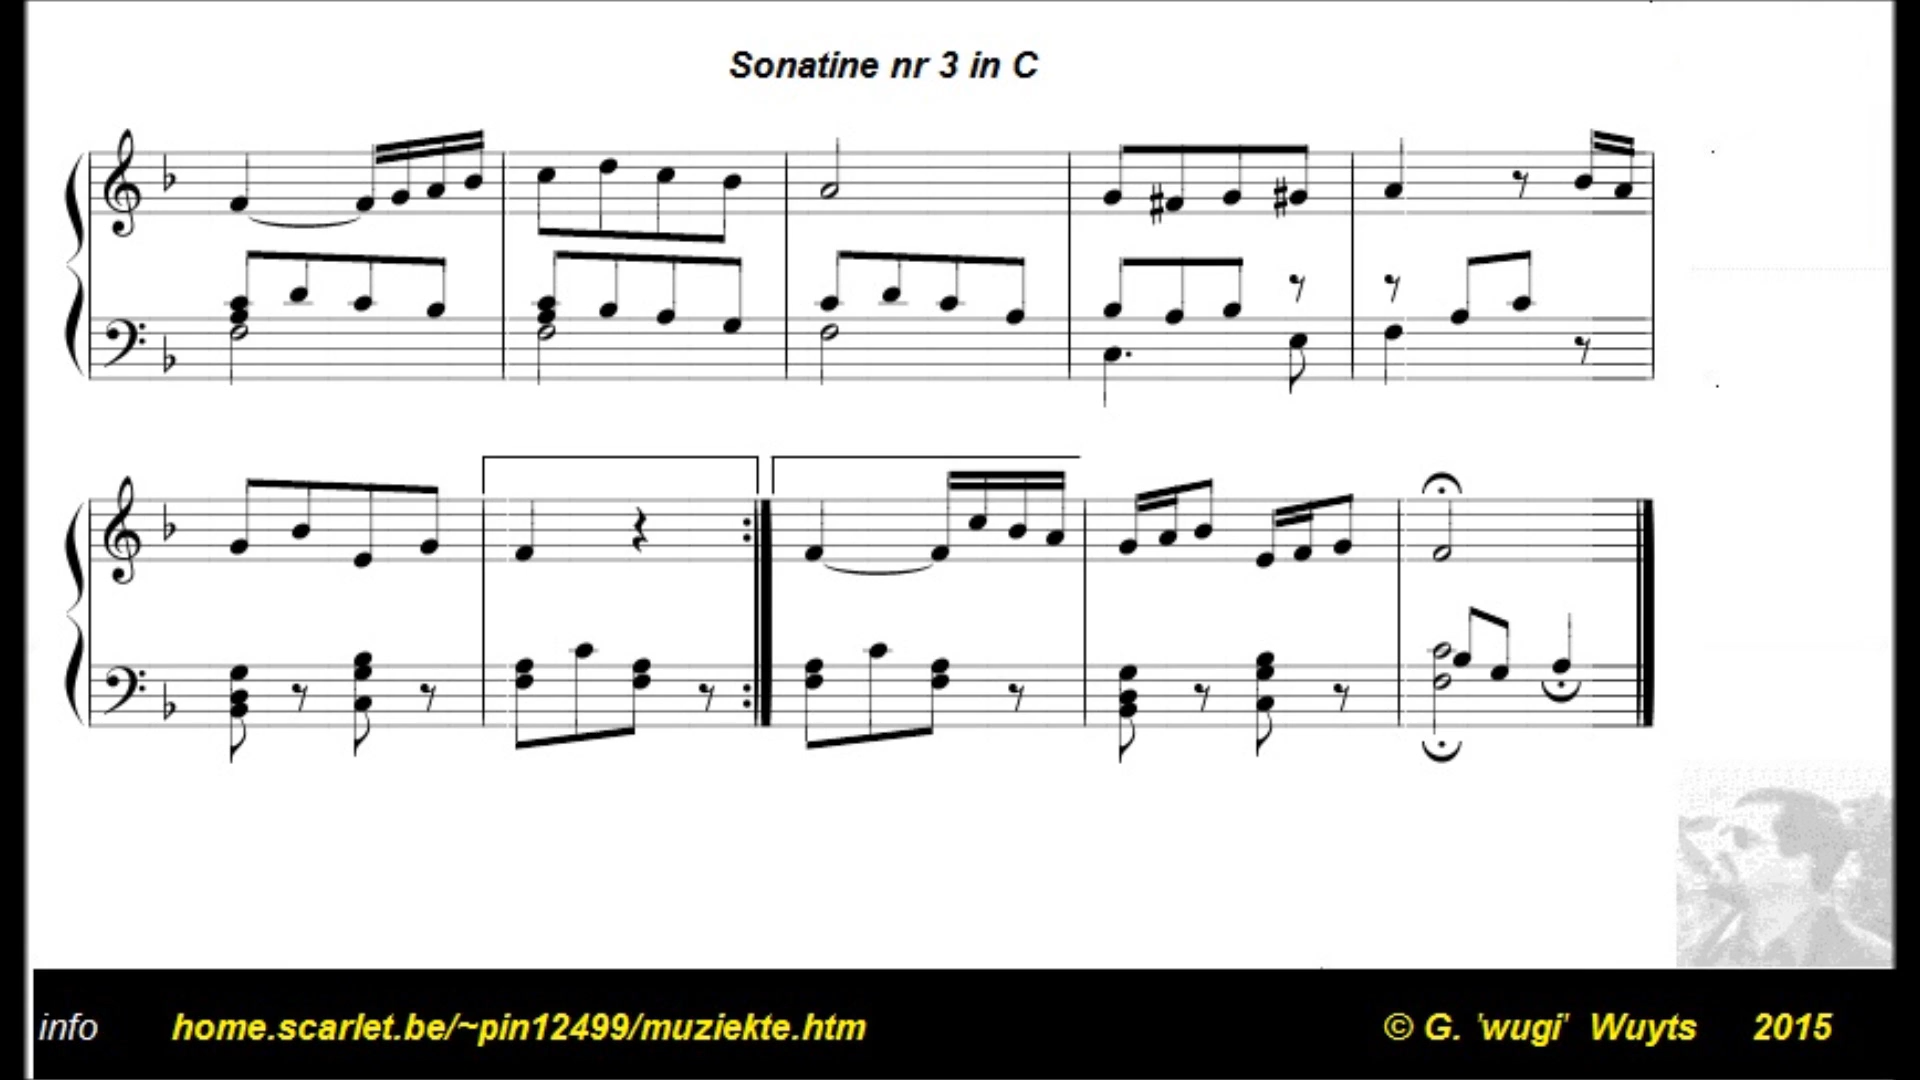 Sonatine nr 3 in C
info home.scarlet.be/~pin12499/muziekte.htm © G. 'wugi' Wuyts 2015